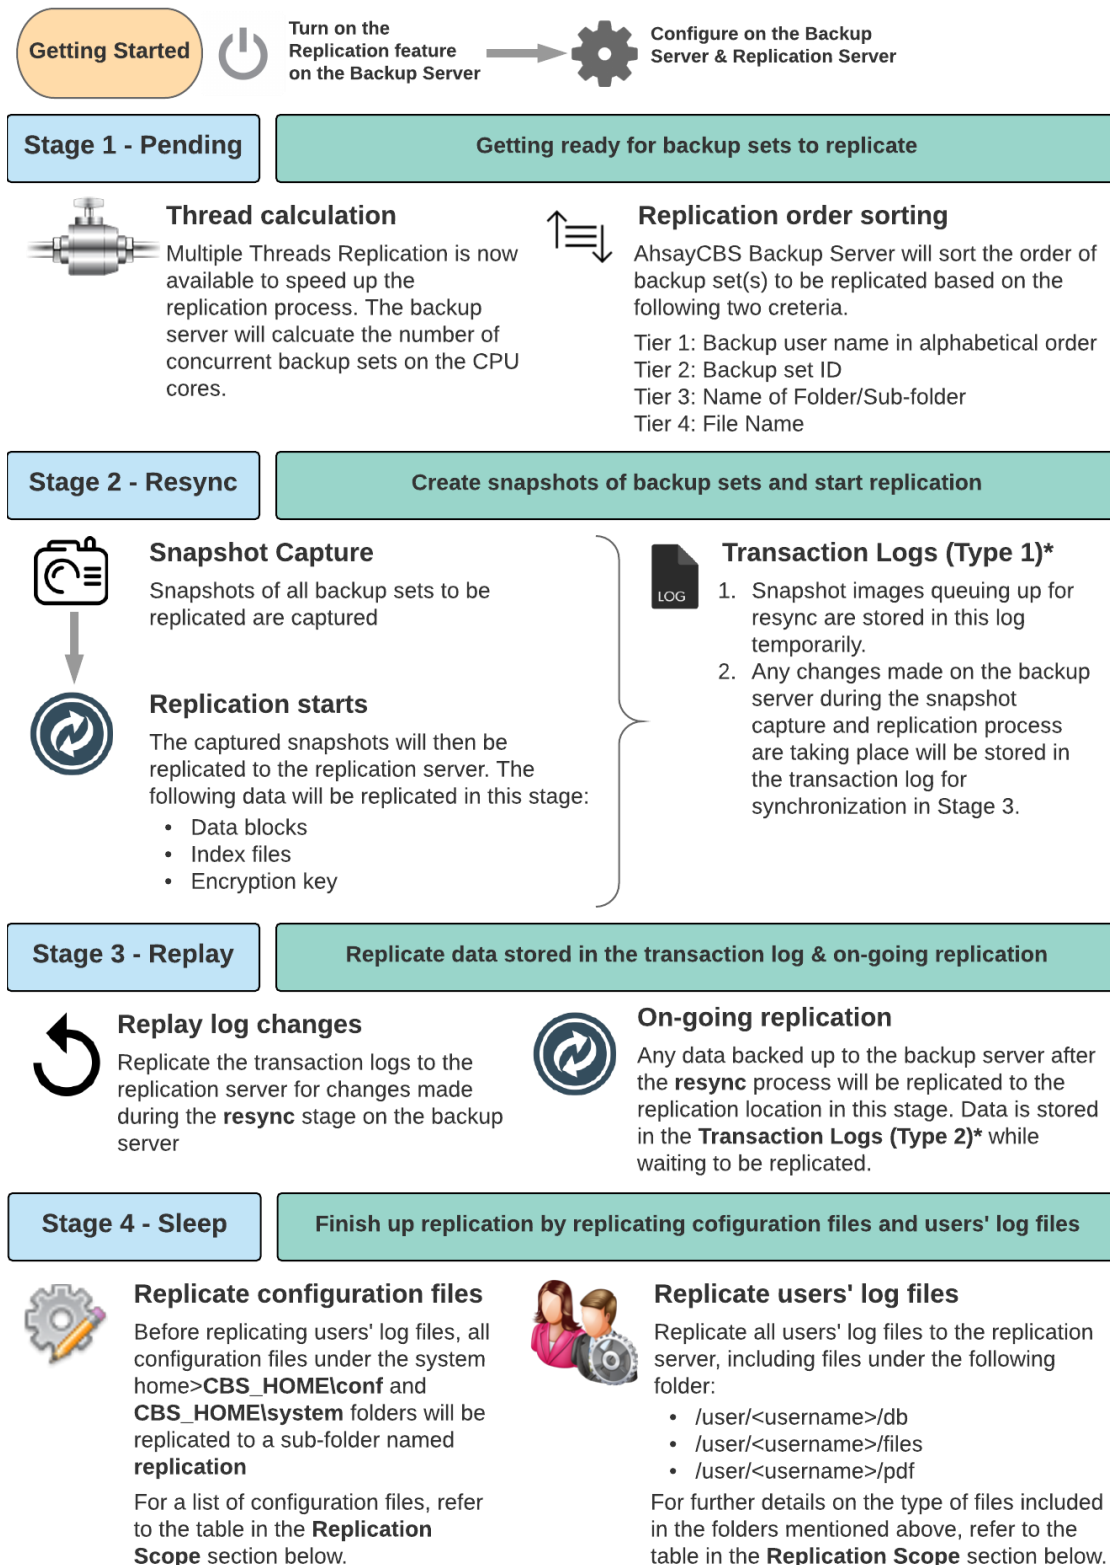 Getting Started
Turn on the
Replication feature
on the Backup Server
Configure on the Backup
Server & Replication Server
Stage 1 - Pending
Getting ready for backup sets to replicate
Thread calculation
Multiple Threads Replication is now
available to speed up the
replication process. The backup
server will calcuate the number of
concurrent backup sets on the CPU
cores.
Replication order sorting
AhsayCBS Backup Server will sort the order of
backup set(s) to be replicated based on the
following two creteria.
Tier 1: Backup user name in alphabetical order
Tier 2: Backup set ID
Tier 3: Name of Folder/Sub-folder
Tier 4: File Name
Stage 2 - Resync
Create snapshots of backup sets and start replication
Snapshot Capture
Snapshots of all backup sets to be
replicated are captured
Replication starts
The captured snapshots will then be
replicated to the replication server. The
following data will be replicated in this stage:
• Data blocks
• Index files
• Encryption key
LOG
Transaction Logs (Type 1)*
1. Snapshot images queuing up for
resync are stored in this log
temporarily.
2. Any changes made on the backup
server during the snapshot
capture and replication process
are taking place will be stored in
the transaction log for
synchronization in Stage 3.
Stage 3 - Replay
Replicate data stored in the transaction log & on-going replication
Replay log changes
Replicate the transaction logs to the
replication server for changes made
during the resync stage on the backup
server
On-going replication
Any data backed up to the backup server after
the resync process will be replicated to the
replication location in this stage. Data is stored
in the Transaction Logs (Type 2)* while
waiting to be replicated.
Stage 4 - Sleep
Finish up replication by replicating cofiguration files and users' log files
Replicate configuration files
Before replicating users' log files, all
configuration files under the system
home>CBS_HOME\conf and
CBS_HOME\system folders will be
replicated to a sub-folder named
replication
For a list of configuration files, refer
to the table in the Replication
Scope section below.
Replicate users' log files
Replicate all users' log files to the replication
server, including files under the following
folder:
• /user/<username>/db
• /user/<username>/files
• /user/<username>/pdf
For further details on the type of files included
in the folders mentioned above, refer to the
table in the Replication Scope section below.